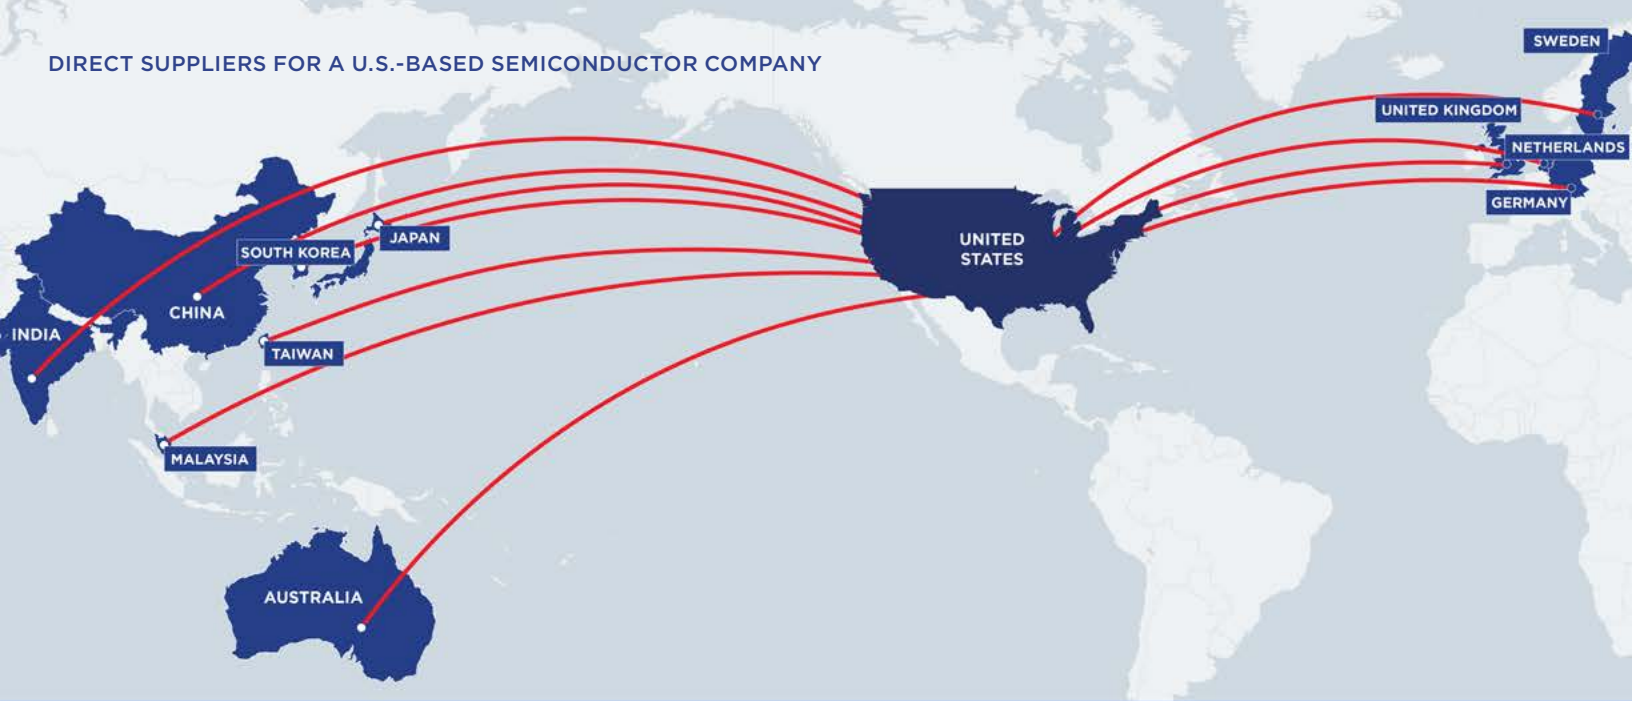 DIRECT SUPPLIERS FOR A U.S.-BASED SEMICONDUCTOR COMPANY
SWEDEN
UNITED KINGDOM
NETHERLANDS
GERMANY
JAPAN
SOUTH KOREA
UNITED
STATES
CHINA
INDIA
TAIWAN
MALAYSIA
AUSTRALIA